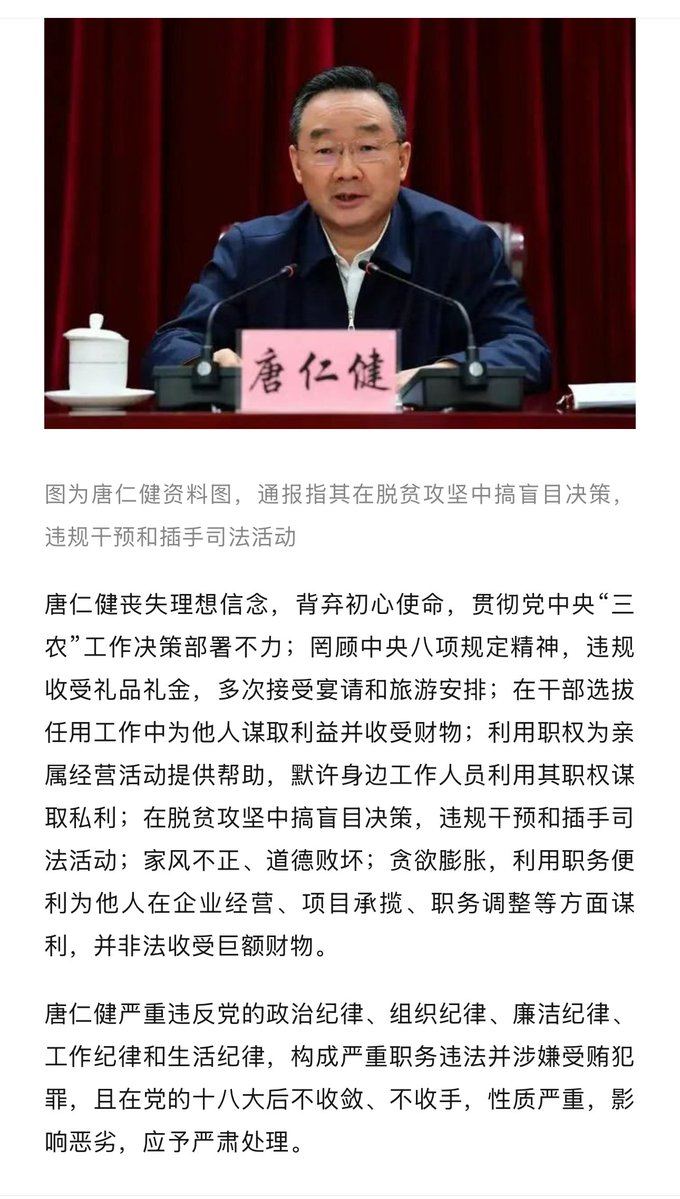 唐仁健
图为唐仁健资料图，通报指其在脱贫攻坚中搞盲目决策，
违规干预和插手司法活动
唐仁健丧失理想信念，背弃初心使命，贯彻党中央“三
农”工作决策部署不力；罔顾中央八项规定精神，违规
收受礼品礼金，多次接受宴请和旅游安排；在干部选拔
任用工作中为他人谋取利益并收受财物；利用职权为亲
属经营活动提供帮助，默许身边工作人员利用其职权谋
取私利；在脱贫攻坚中搞盲目决策，违规干预和插手司
法活动；家风不正、道德败坏；贪欲膨胀，利用职务便
利为他人在企业经营、项目承揽、职务调整等方面谋
利，并非法收受巨额财物。
唐仁健严重违反党的政治纪律、组织纪律、廉洁纪律、
工作纪律和生活纪律，构成严重职务违法并涉嫌受贿犯
罪，且在党的十八大后不收敛、不收手，性质严重，影
响恶劣，应予严肃处理。